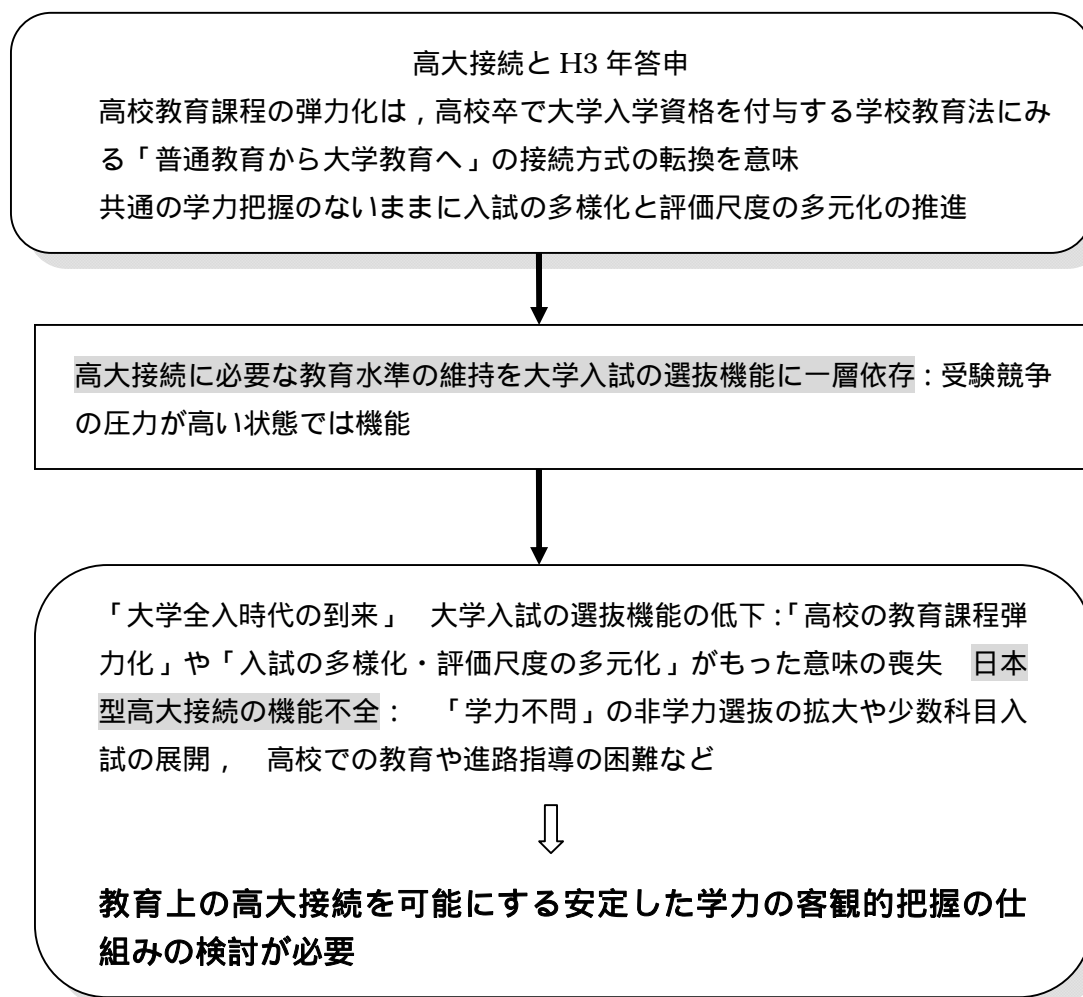 高大接続と H3 年答申
高校教育課程の弾力化は，高校卒で大学入学資格を付与する学校教育法にみ
る「普通教育から大学教育へ」の接続方式の転換を意味
共通の学力把握のないままに入試の多様化と評価尺度の多元化の推進
高大接続に必要な教育水準の維持を大学入試の選抜機能に一層依存：受験競争
の圧力が高い状態では機能
「大学全入時代の到来」　大学入試の選抜機能の低下：「高校の教育課程弾
力化」や「入試の多様化・評価尺度の多元化」がもった意味の喪失　日本
型高大接続の機能不全：　「学力不問」の非学力選抜の拡大や少数科目入
試の展開，　高校での教育や進路指導の困難など
教育上の高大接続を可能にする安定した学力の客観的把握の仕
組みの検討が必要